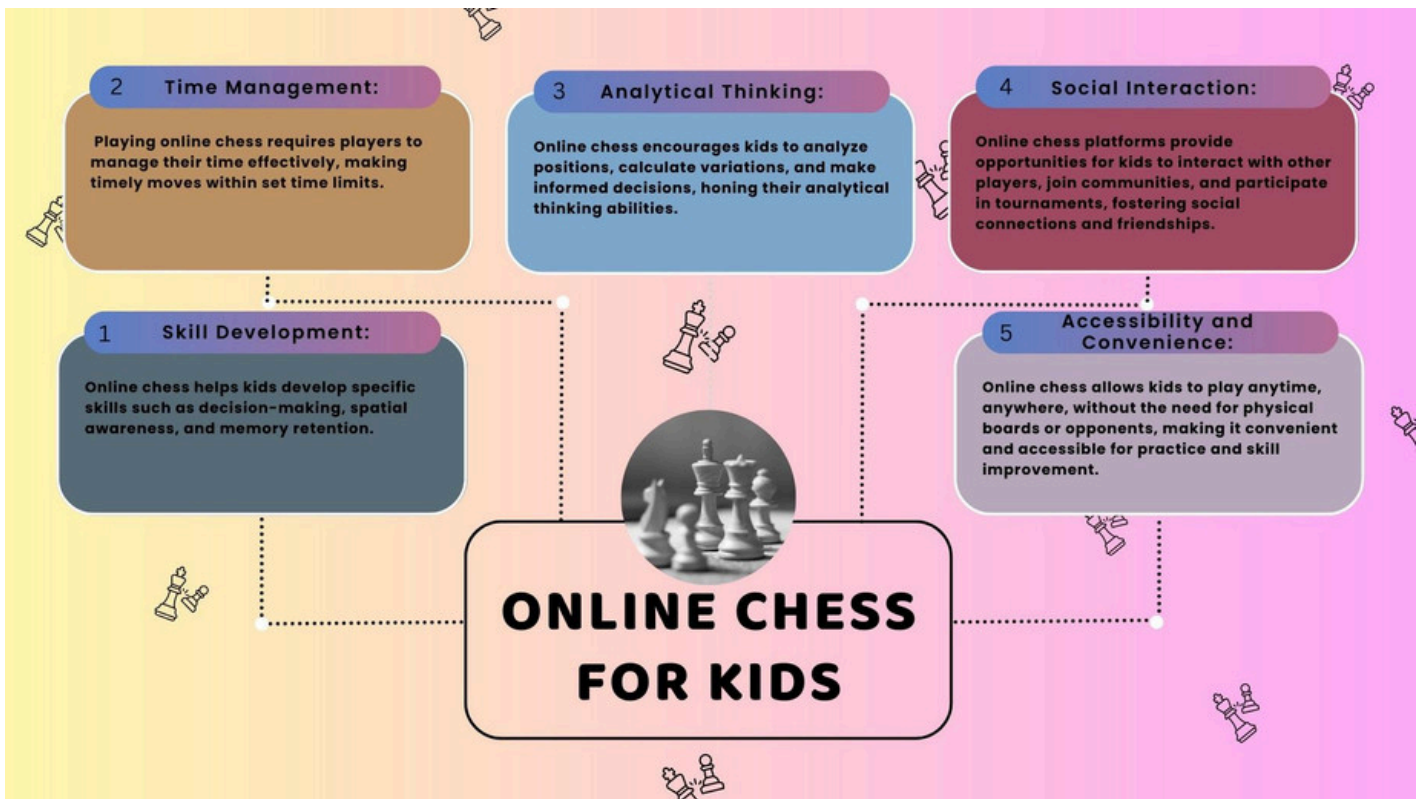 2 Time Management:
Playing online chess requires players to
manage their time effectively, making
timely moves within set time limits.
3 Analytical Thinking:
Online chess encourages kids to analyze
positions, calculate variations, and make
informed decisions, honing their analytical
thinking abilities.
4 Social Interaction:
Online chess platforms provide
opportunities for kids to interact with other
players, join communities, and participate
in tournaments, fostering social
connections and friendships.
1 Skill Development:
Online chess helps kids develop specific
skills such as decision-making, spatial
awareness, and memory retention.
5 Accessibility and
Convenience:
Online chess allows kids to play anytime,
anywhere, without the need for physical
boards or opponents, making it convenient
and accessible for practice and skill
improvement.
ONLINE CHESS
FOR KIDS